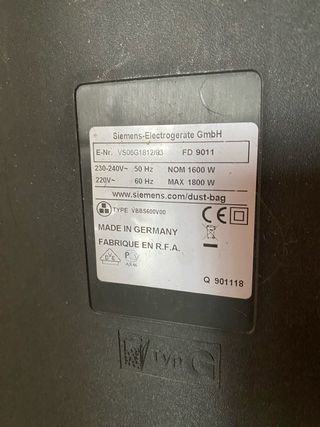 Siemens-Electrogeräte GmbH
E-Nr. VS06G1812/03 FD 9011
230-240V~ 50 Hz NOM 1600 W
220V~ 60 Hz MAX 1800 W
www.siemens.com/dust-bag
TYPE VBBS600V00
CE
MADE IN GERMANY
FABRIQUE EN R.F.A.
Q 901118
Typ G